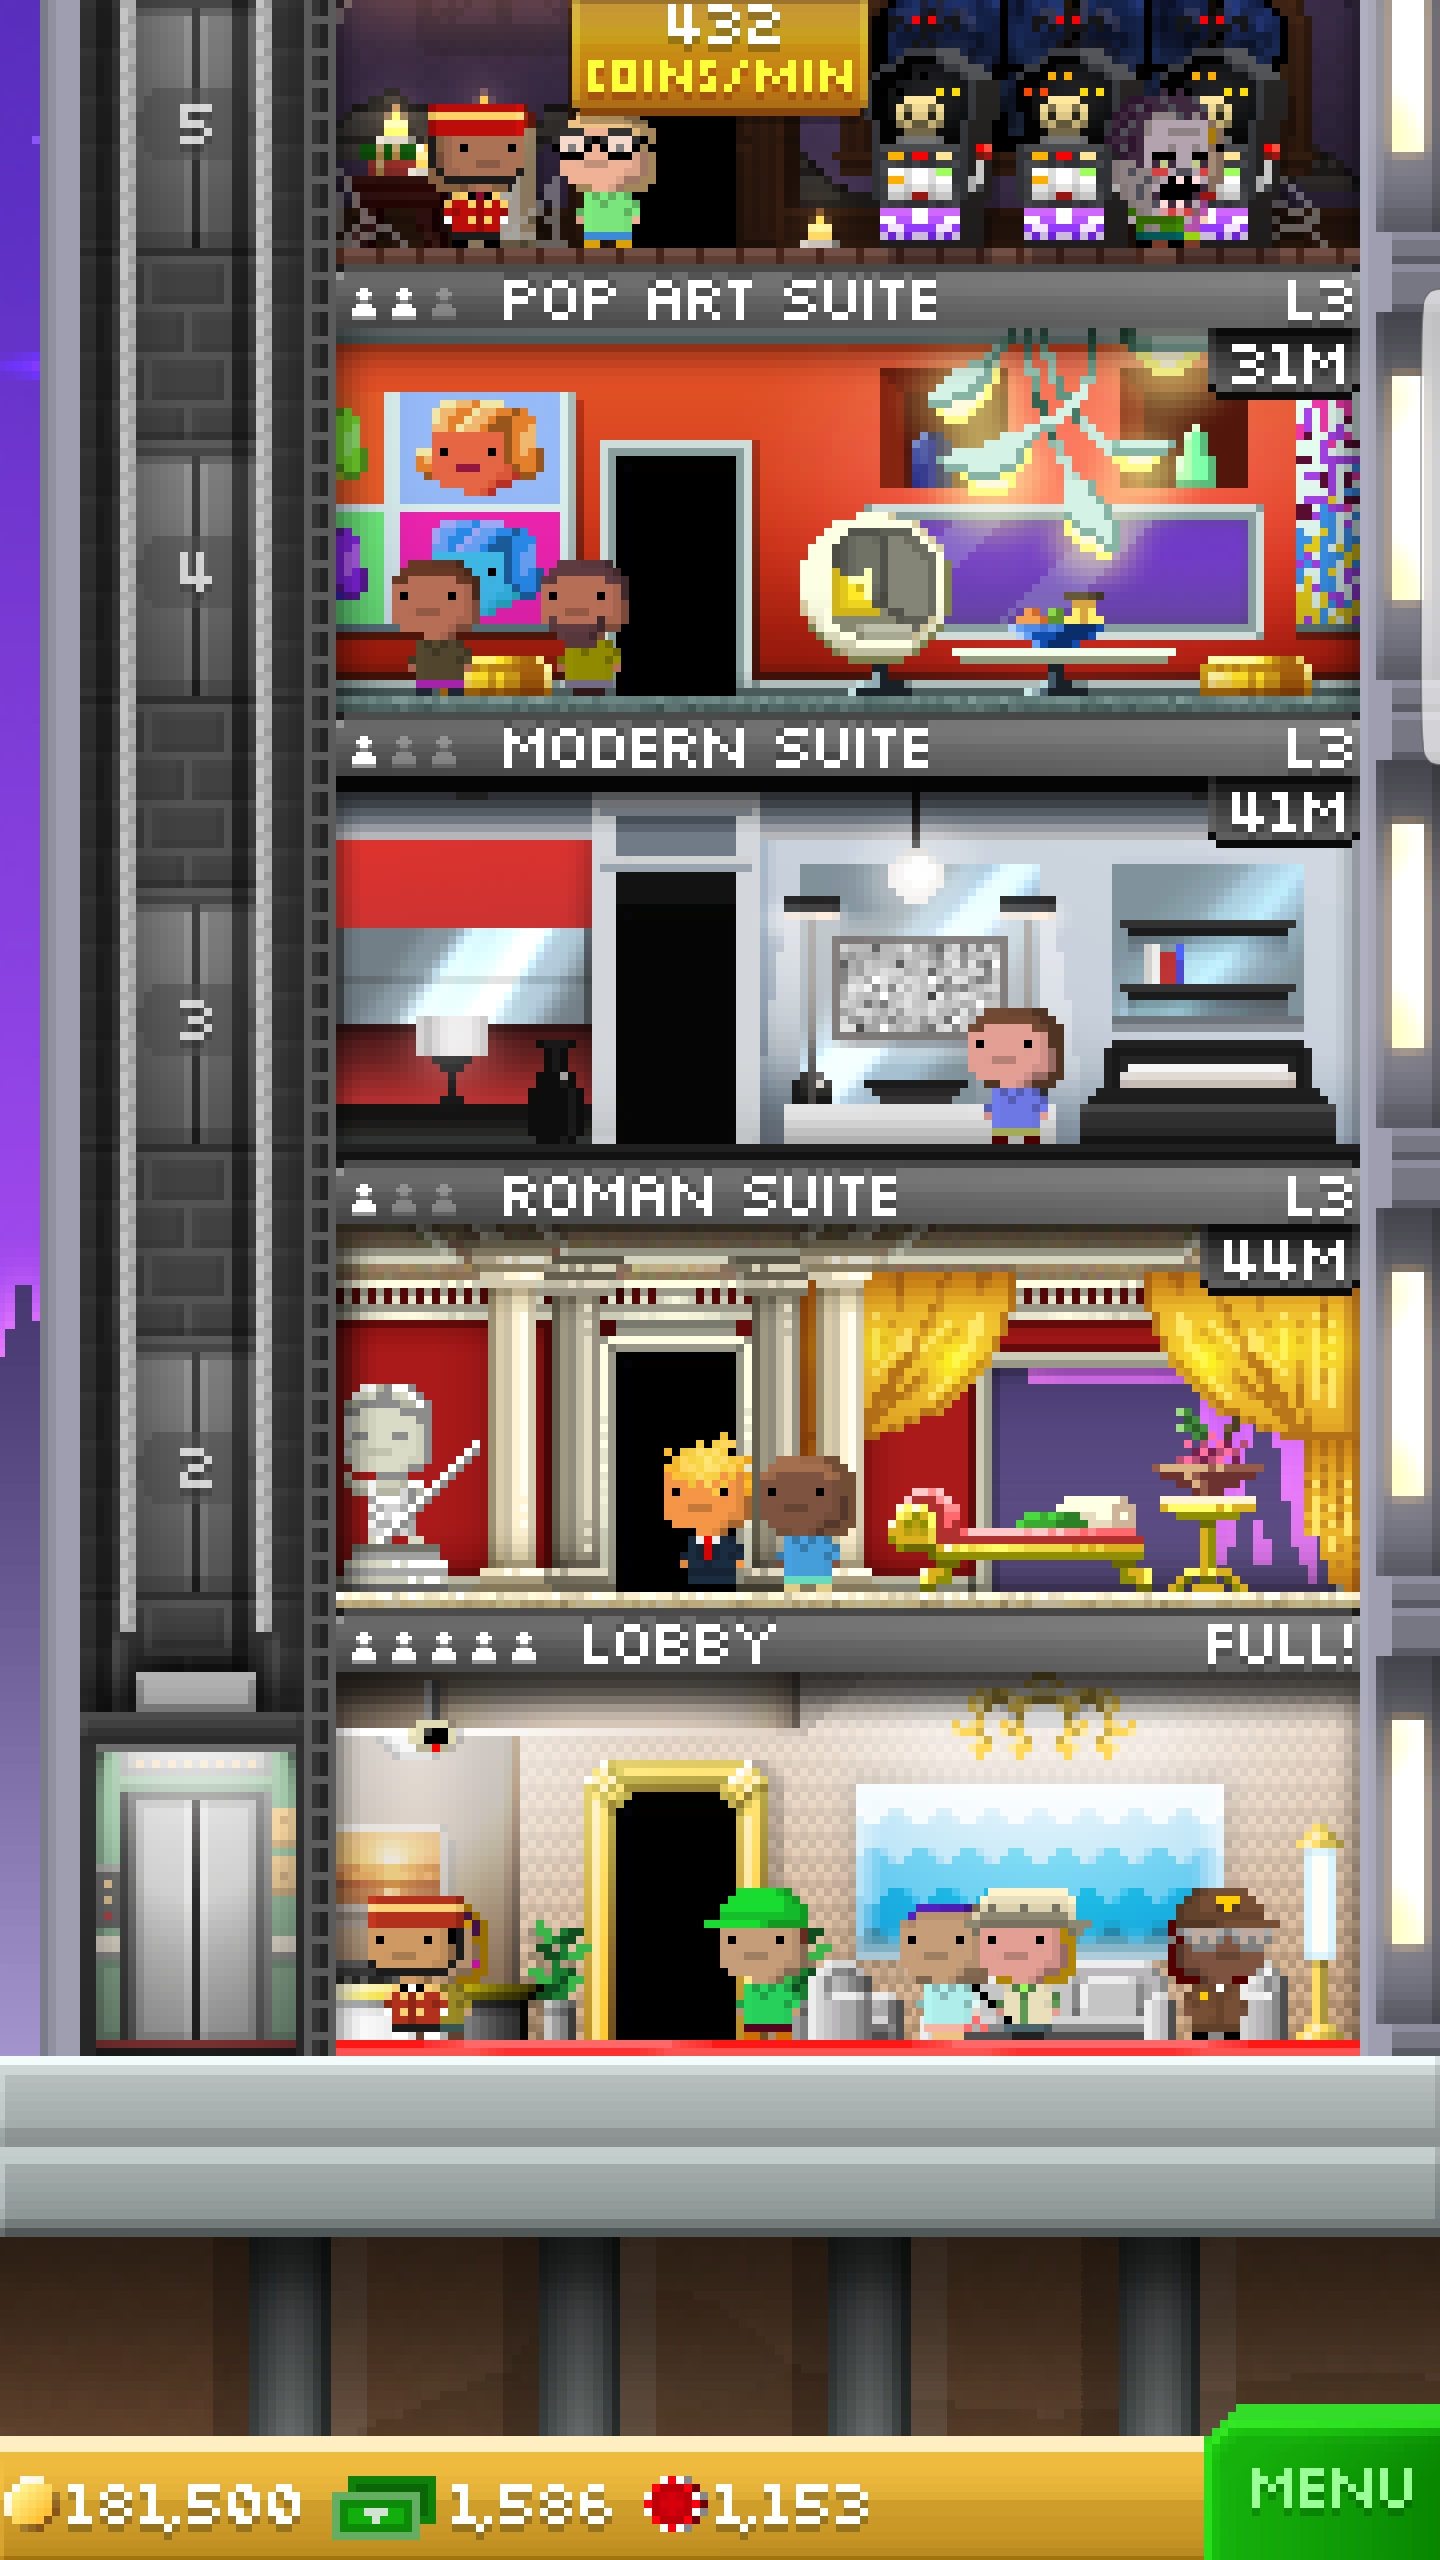 432
COINS/MIN
5
POP ART SUITE L3
31M
4
MODERN SUITE L3
41M
3
ROMAN SUITE L3
44M
2
LOBBY FULL!
181,500 1,586 1,153 MENU